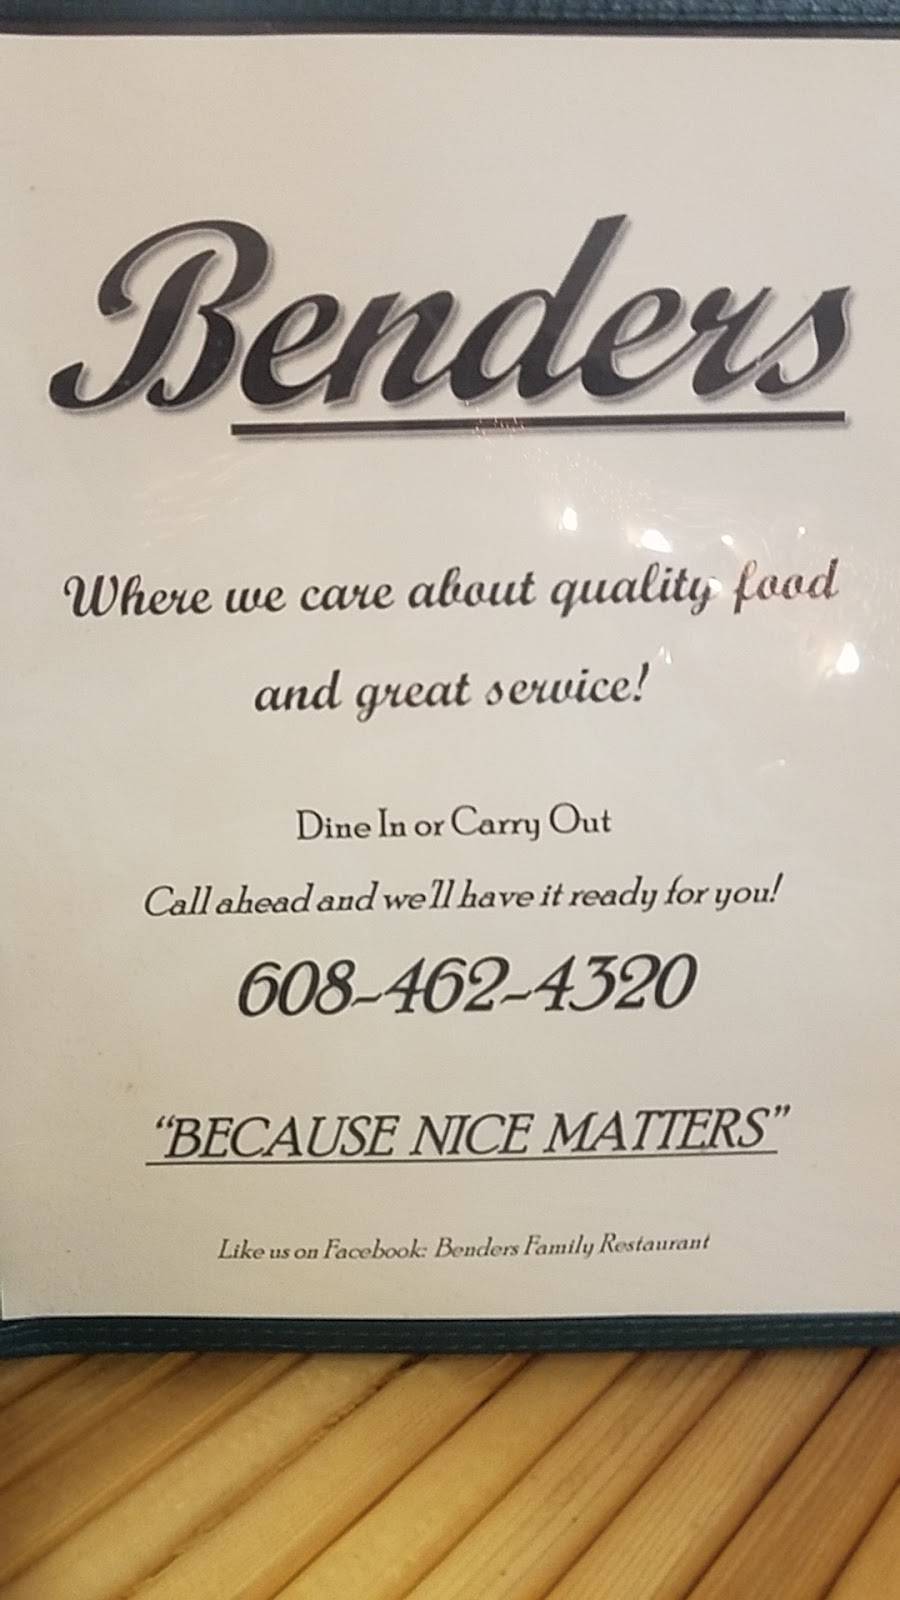 Benders
Where we care about quality food
and great service!
Dine In or Carry Out
Call ahead and we'll have it ready for you!
608-462-4320
"BECAUSE NICE MATTERS"
Like us on Facebook: Benders Family Restaurant